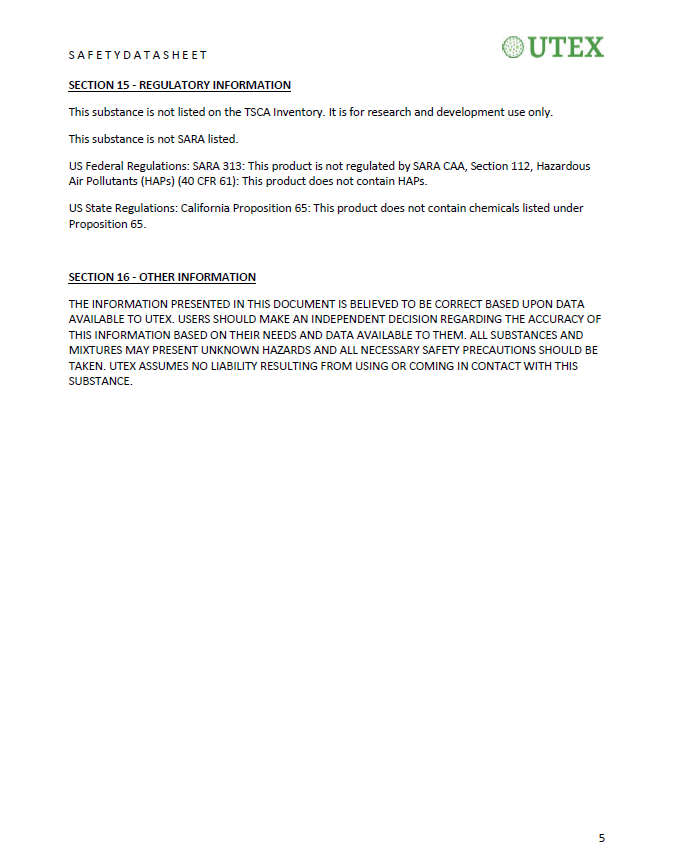 S A F E T Y D A T A S H E E T
UTEX
SECTION 15 - REGULATORY INFORMATION
This substance is not listed on the TSCA Inventory. It is for research and development use only.
This substance is not SARA listed.
US Federal Regulations: SARA 313: This product is not regulated by SARA CAA, Section 112, Hazardous
Air Pollutants (HAPs) (40 CFR 61): This product does not contain HAPs.
US State Regulations: California Proposition 65: This product does not contain chemicals listed under
Proposition 65.
SECTION 16 - OTHER INFORMATION
THE INFORMATION PRESENTED IN THIS DOCUMENT IS BELIEVED TO BE CORRECT BASED UPON DATA
AVAILABLE TO UTEX. USERS SHOULD MAKE AN INDEPENDENT DECISION REGARDING THE ACCURACY OF
THIS INFORMATION BASED ON THEIR NEEDS AND DATA AVAILABLE TO THEM. ALL SUBSTANCES AND
MIXTURES MAY PRESENT UNKNOWN HAZARDS AND ALL NECESSARY SAFETY PRECAUTIONS SHOULD BE
TAKEN. UTEX ASSUMES NO LIABILITY RESULTING FROM USING OR COMING IN CONTACT WITH THIS
SUBSTANCE.
5